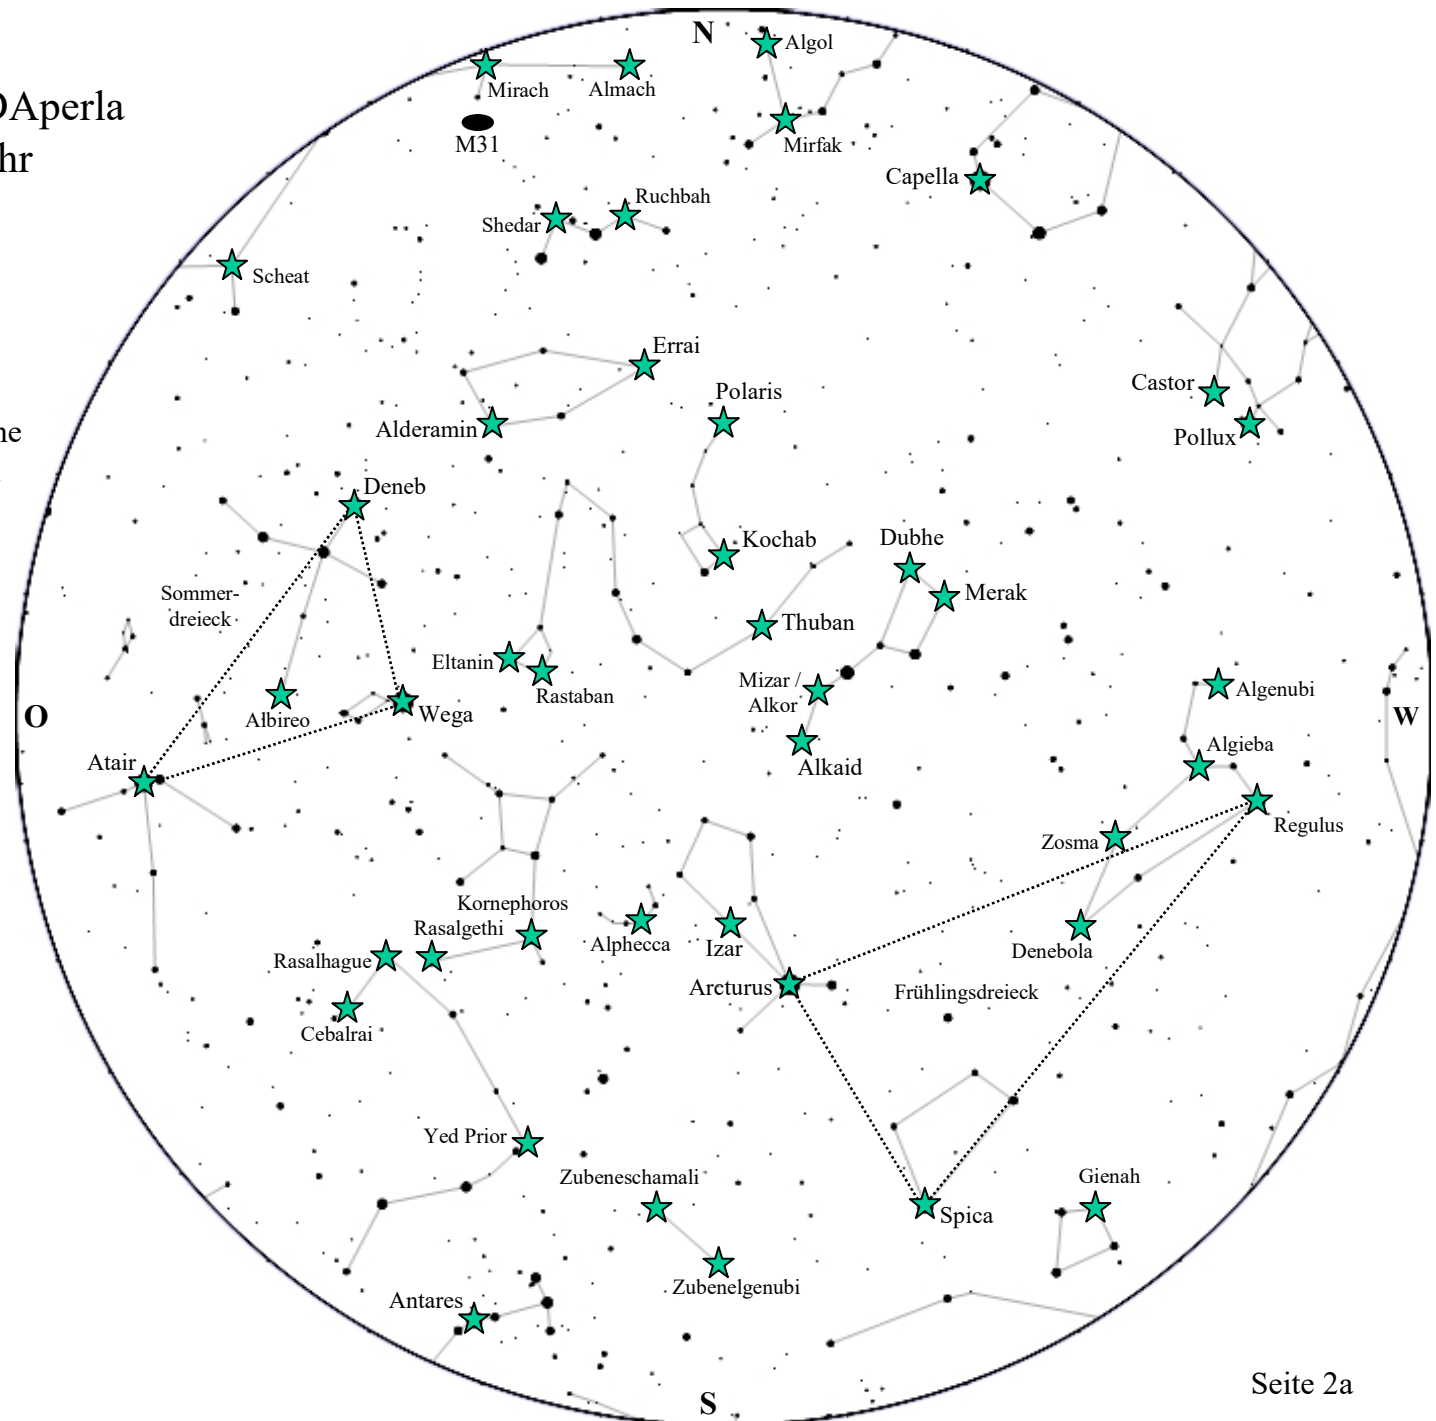 N
Algol
Mirach
Almach
DAperla
M31
Mirfak
hr
Capella
Ruchbah
Shedar
Scheat
Errai
Castor
Polaris
Alderamin
ne
Pollux
Deneb
Kochab
Dubhe
Sommer-
dreieck
Merak
Thuban
Eltanin
Mizar /
Alkor
Rastaban
Algenubi
O
Albireo
Wega
W
Algieba
Atair
Alkaid
Regulus
Zosma
Kornephoros
Rasalgethi
Alphecca
Izar
Denebola
Rasalhague
Arcturus
Frühlingsdreieck
Cebalrai
Yed Prior
Zubeneschamali
Gienah
Spica
Zubenelgenubi
Antares
Seite 2a
S